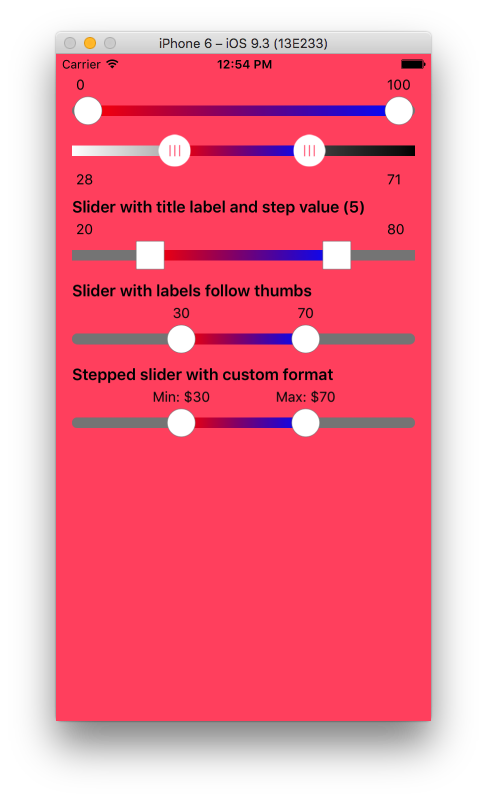 iPhone 6 – iOS 9.3 (13E233)
Carrier 12:54 PM
0 100
28 71
Slider with title label and step value (5)
20 80
Slider with labels follow thumbs
30 70
Stepped slider with custom format
Min: $30 Max: $70